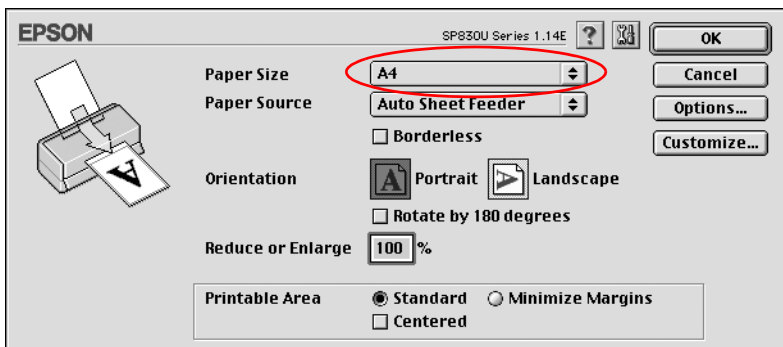 EPSON SP830U Series 1.14E ? OK
Paper Size A4 Cancel
Paper Source Auto Sheet Feeder Options...
Borderless Customize...
Orientation A Portrait A Landscape
Rotate by 180 degrees
Reduce or Enlarge 100 %
Printable Area Standard Minimize Margins
Centered
A